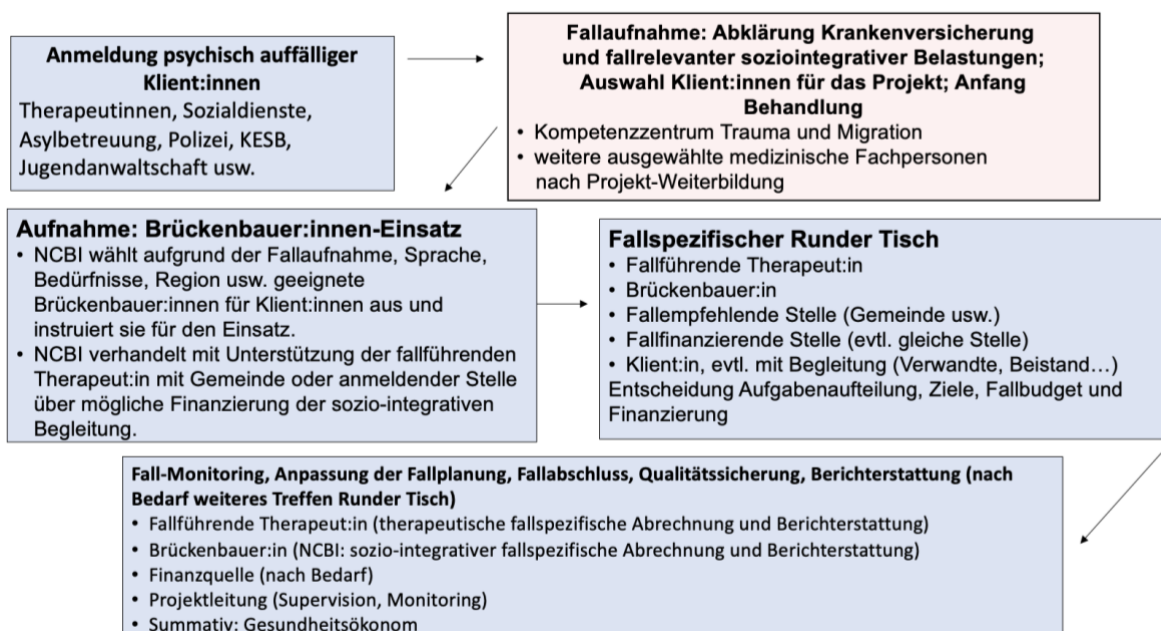 Anmeldung psychisch auffälliger
Klient:innen
Therapeutinnen, Sozialdienste,
Asylbetreuung, Polizei, KESB,
Jugendanwaltschaft usw.
Fallaufnahme: Abklärung Krankenversicherung
und fallrelevanter soziointegrativer Belastungen;
Auswahl Klient:innen für das Projekt; Anfang
Behandlung
• Kompetenzzentrum Trauma und Migration
• weitere ausgewählte medizinische Fachpersonen
nach Projekt-Weiterbildung
Aufnahme: Brückenbauer:innen-Einsatz
• NCBI wählt aufgrund der Fallaufnahme, Sprache,
Bedürfnisse, Region usw. geeignete
Brückenbauer:innen für Klient:innen aus und
instruiert sie für den Einsatz.
• NCBI verhandelt mit Unterstützung der fallführenden
Therapeut:in mit Gemeinde oder anmeldender Stelle
über mögliche Finanzierung der sozio-integrativen
Begleitung.
Fallspezifischer Runder Tisch
• Fallführende Therapeut:in
• Brückenbauer:in
• Fallempfehlende Stelle (Gemeinde usw.)
• Fallfinanzierende Stelle (evtl. gleiche Stelle)
• Klient:in, evtl. mit Begleitung (Verwandte, Beistand…)
Entscheidung Aufgabenaufteilung, Ziele, Fallbudget und
Finanzierung
Fall-Monitoring, Anpassung der Fallplanung, Fallabschluss, Qualitätssicherung, Berichterstattung (nach
Bedarf weiteres Treffen Runder Tisch)
• Fallführende Therapeut:in (therapeutische fallspezifische Abrechnung und Berichterstattung)
• Brückenbauer:in (NCBI: sozio-integrativer fallspezifische Abrechnung und Berichterstattung)
• Finanzquelle (nach Bedarf)
• Projektleitung (Supervision, Monitoring)
• Summativ: Gesundheitsökonom